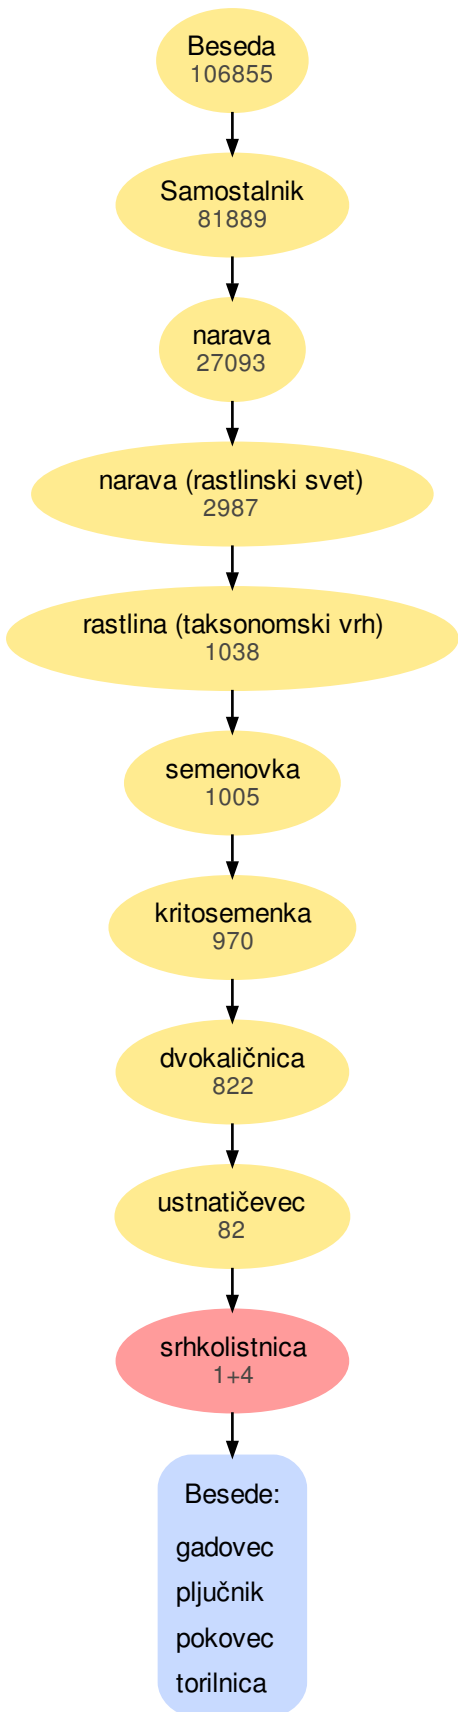 Beseda
106855
Samostalnik
81889
narava
27093
narava (rastlinski svet)
2987
rastlina (taksonomski vrh)
1038
semenovka
1005
kritosemenka
970
dvokaličnica
822
ustnatičevec
82
srhkolistnica
1+4
Besede:
gadovec
pljučnik
pokovec
torilnica